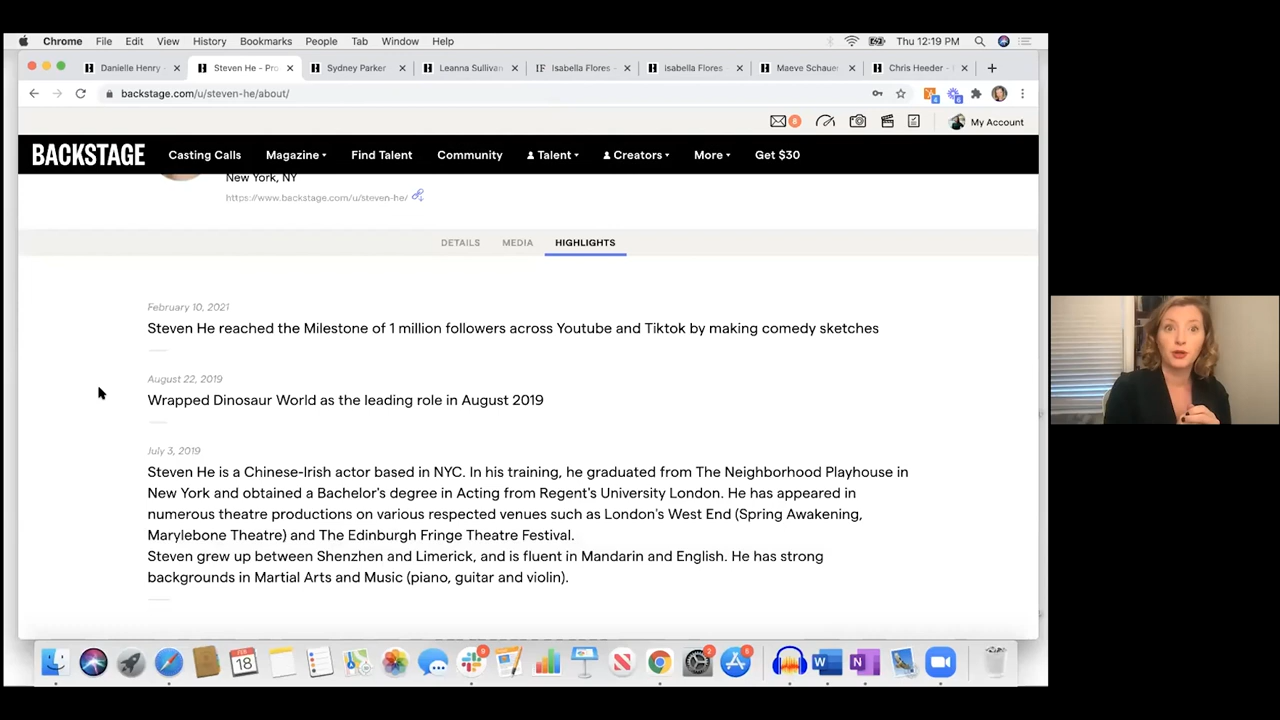 Chrome File Edit View History Bookmarks People Tab Window Help Thu 12:19 PM
Danielle Henry - Steven He - Pro Sydney Parker Leanna Sullivan IF Isabella Flores - Isabella Flores Maeve Schaue Chris Heeder -
backstage.com/u/steven-he/about/
8 My Account
BACKSTAGE Casting Calls Magazine Find Talent Community Talent Creators More Get $30
New York, NY
https://www.backstage.com/u/steven-he/
DETAILS MEDIA HIGHLIGHTS
February 10, 2021
Steven He reached the Milestone of 1 million followers across Youtube and Tiktok by making comedy sketches
August 22, 2019
Wrapped Dinosaur World as the leading role in August 2019
July 3, 2019
Steven He is a Chinese-Irish actor based in NYC. In his training, he graduated from The Neighborhood Playhouse in
New York and obtained a Bachelor's degree in Acting from Regent's University London. He has appeared in
numerous theatre productions on various respected venues such as London's West End (Spring Awakening,
Marylebone Theatre) and The Edinburgh Fringe Theatre Festival.
Steven grew up between Shenzhen and Limerick, and is fluent in Mandarin and English. He has strong
backgrounds in Martial Arts and Music (piano, guitar and violin).
FEB
18